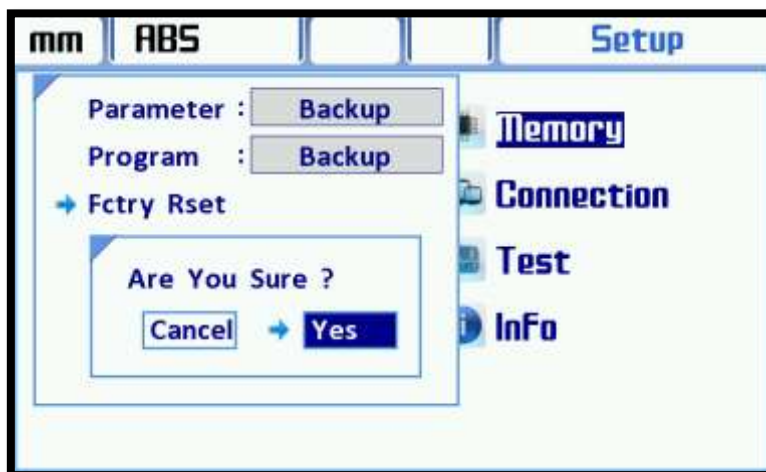 mm ABS Setup
Parameter : Backup
Program : Backup
Fctry Rset
Are You Sure ?
Cancel Yes
Memory
Connection
Test
Info